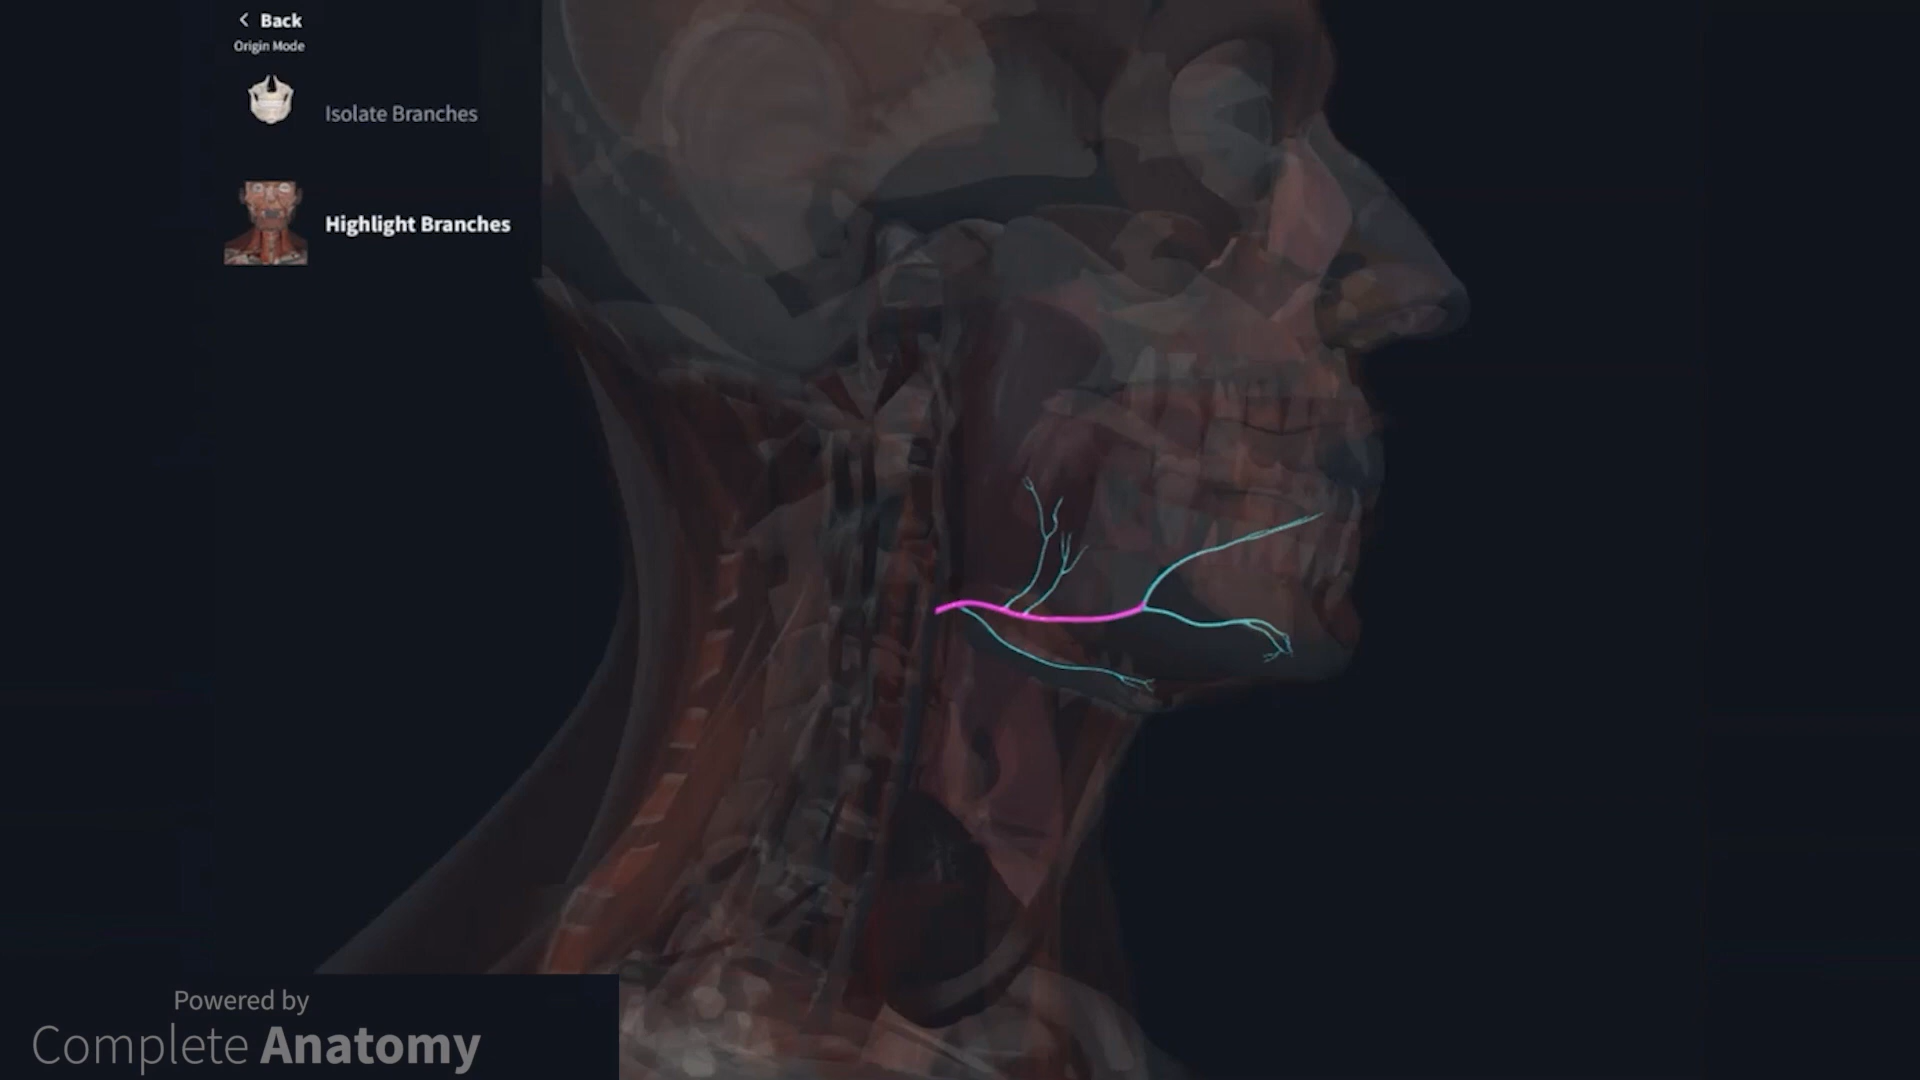 Back
Origin Mode
Isolate Branches
Highlight Branches
Powered by
Complete Anatomy